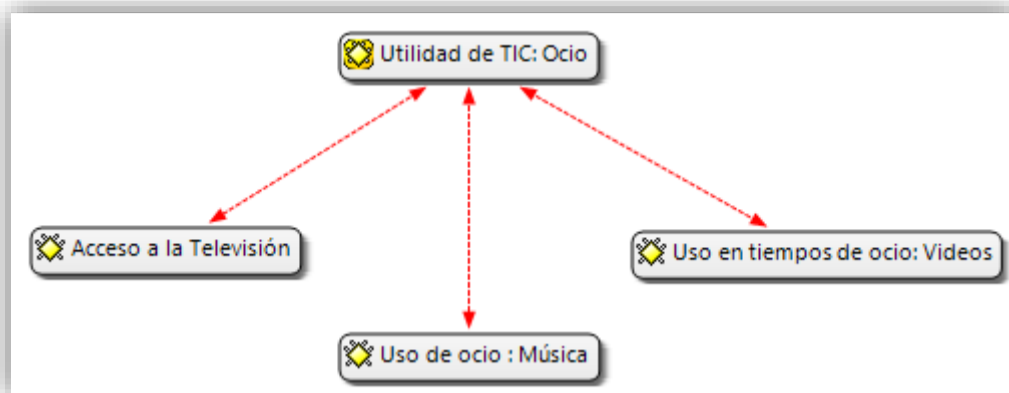 Utilidad de TIC: Ocio
Acceso a la Televisión
Uso en tiempos de ocio: Videos
Uso de ocio : Música